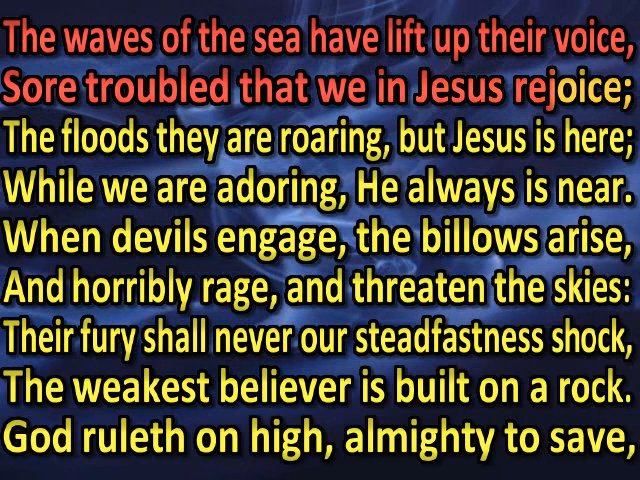 The waves of the sea have lift up their voice,
Sore troubled that we in Jesus rejoice;
The floods they are roaring, but Jesus is here;
While we are adoring, He always is near.
When devils engage, the billows arise,
And horribly rage, and threaten the skies:
Their fury shall never our steadfastness shock,
The weakest believer is built on a rock.
God ruleth on high, almighty to save,